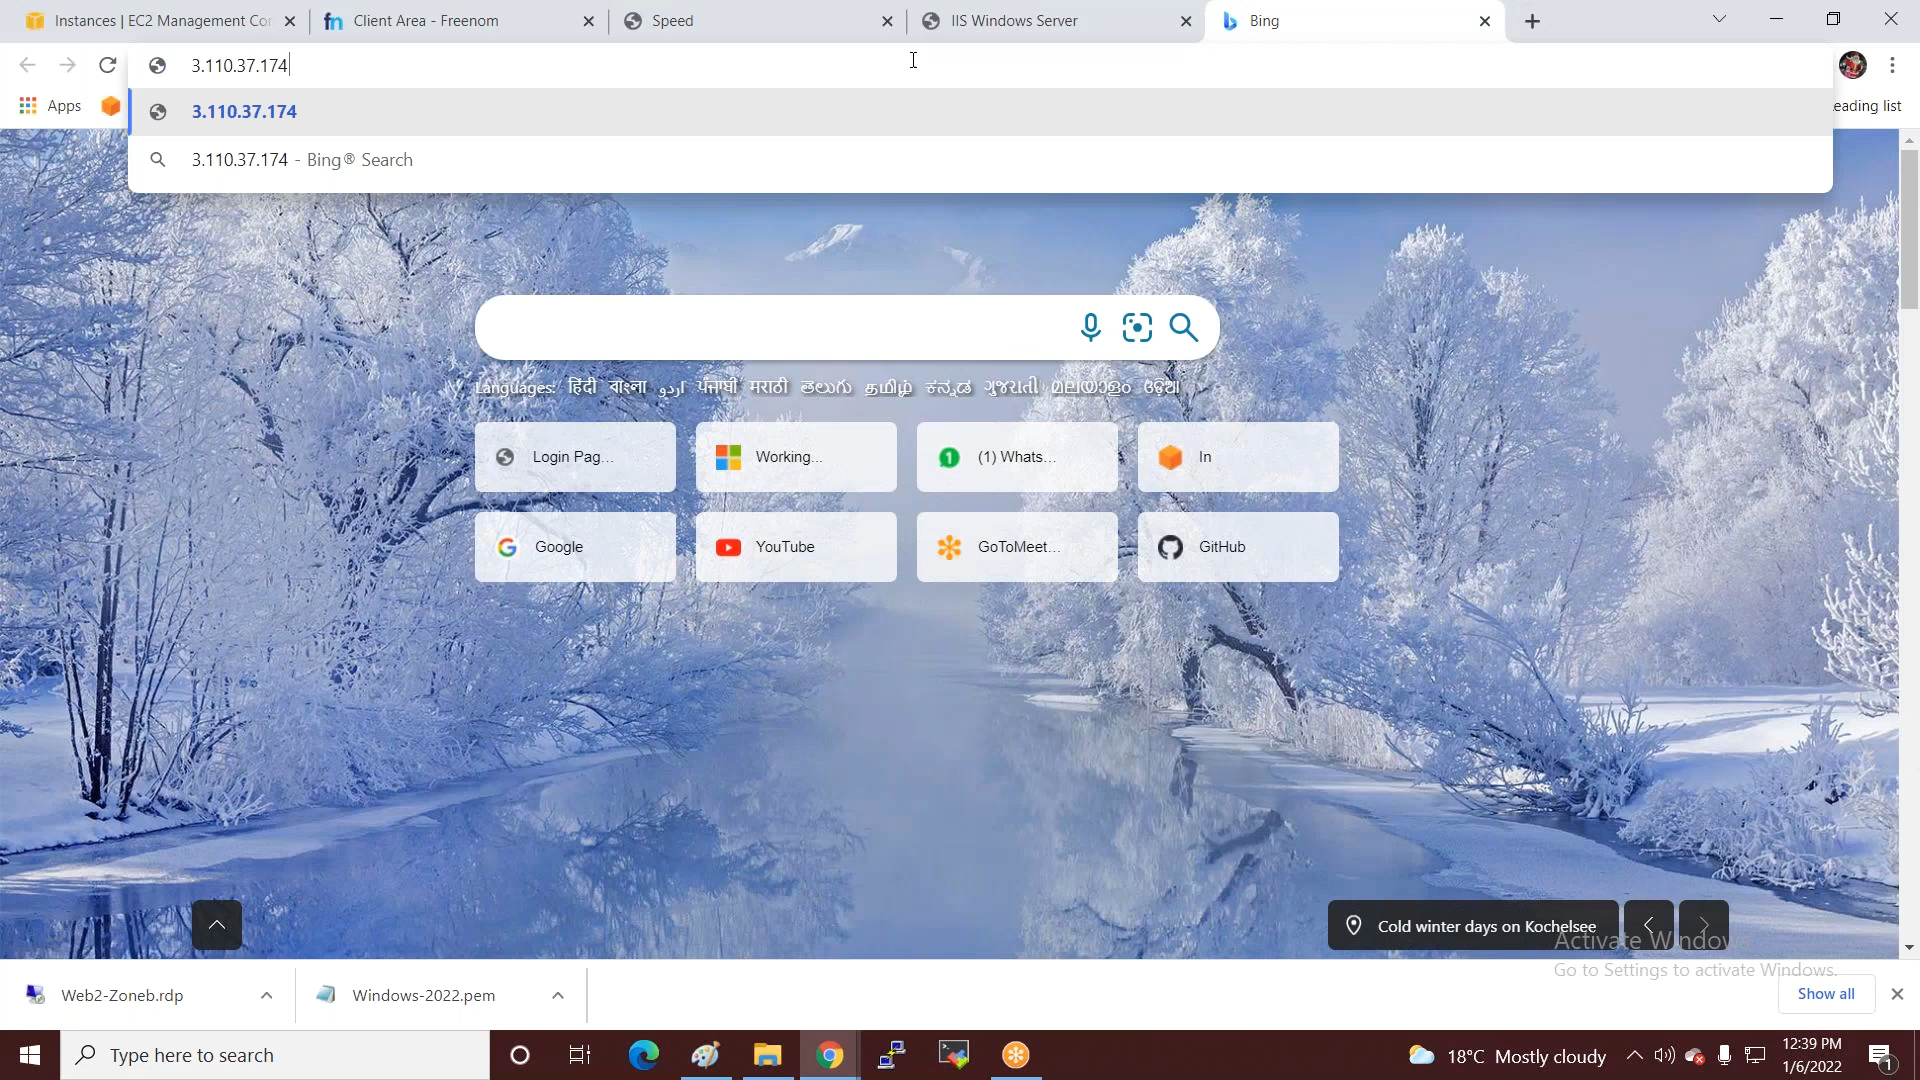 Instances | EC2 Management Con
Client Area - Freenom
Speed
IIS Windows Server
Bing
3.110.37.174
Apps
eading list
3.110.37.174
3.110.37.174 - Bing® Search
Languages: हिंदी বাংলা اردو ਪੰਜਾਬੀ मराठी తెలుగు தமிழ் ಕನ್ನಡ ગુજરાતી മലയാളം ଓଡ଼ିଆ
Login Pag...
Working...
(1) Whats...
In
Google
YouTube
GoToMeet...
GitHub
Cold winter days on Kochelsee
Activate Windows
Go to Settings to activate Windows.
Web2-Zoneb.rdp
Windows-2022.pem
Show all
Type here to search
18°C Mostly cloudy
12:39 PM
1/6/2022
1